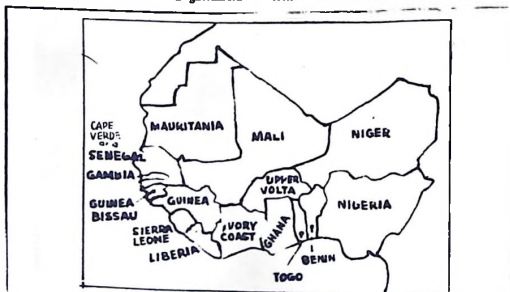 CAPE
VERDE
MAURITANIA
MALI
NIGER
SENEGAL
GAMBIA
GUINEA
BISSAU
GUINEA
UPPER
VOLTA
NIGERIA
SIERRA
LEONE
IVORY
COAST
GHANA
LIBERIA
BENIN
TOGO